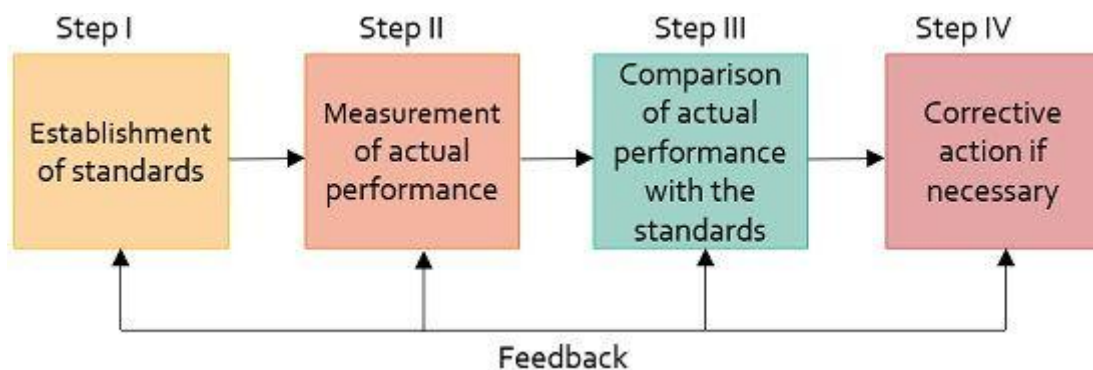 Step I
Step II
Step III
Step IV
Establishment
of standards
Measurement
of actual
performance
Comparison
of actual
performance
with the
standards
Corrective
action if
necessary
Feedback